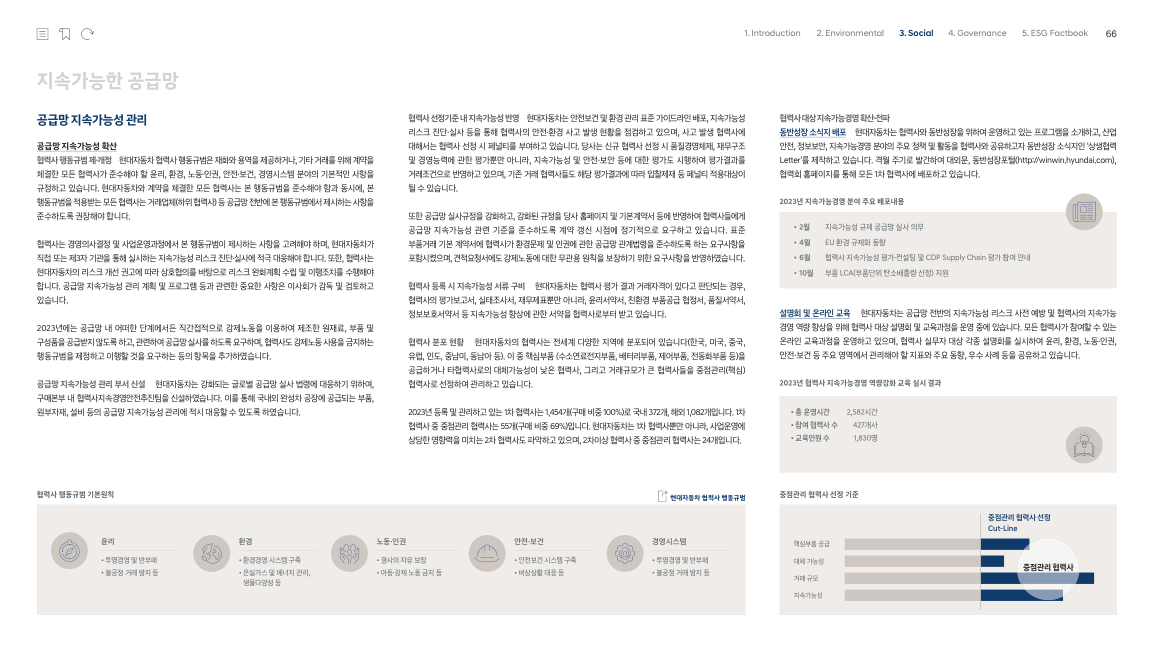 1. Introduction 2. Environmental 3. Social 4. Governance 5. ESG Factbook 66
지속가능한 공급망
공급망 지속가능성 관리
공급망 지속가능성 확산
협력사 행동규범 제·개정 현대자동차 협력사 행동규범은 재화와 용역을 제공하거나, 기타 거래를 위해 계약을
체결한 모든 협력사가 준수해야 할 윤리, 환경, 노동·인권, 안전·보건, 경영시스템 분야의 기본적인 사항을
규정하고 있습니다. 현대자동차와 계약을 체결한 모든 협력사는 본 행동규범을 준수해야 함과 동시에, 본
행동규범을 적용받는 모든 협력사는 거래업체(하위 협력사) 등 공급망 전반에 본 행동규범에서 제시하는 사항을
준수하도록 권장해야 합니다.
협력사는 경영의사결정 및 사업운영과정에서 본 행동규범이 제시하는 사항을 고려해야 하며, 현대자동차가
직접 또는 제3자 기관을 통해 실시하는 지속가능성 리스크 진단·실사에 적극 대응해야 합니다. 또한, 협력사는
현대자동차의 리스크 개선 권고에 따라 상호협의를 바탕으로 리스크 완화계획 수립 및 이행조치를 수행해야
합니다. 공급망 지속가능성 관리 계획 및 프로그램 등과 관련한 중요한 사항은 이사회가 감독 및 검토하고
있습니다.
2023년에는 공급망 내 어떠한 단계에서든 직간접적으로 강제노동을 이용하여 제조한 원재료, 부품 및
구성품을 공급받지 않도록 하고, 관련하여 공급망 실사를 하도록 요구하며, 협력사도 강제노동 사용을 금지하는
행동규범을 제정하고 이행할 것을 요구하는 등의 항목을 추가하였습니다.
공급망 지속가능성 관리 부서 신설 현대자동차는 강화되는 글로벌 공급망 실사 법령에 대응하기 위하여,
구매본부 내 협력사지속경영안전추진팀을 신설하였습니다. 이를 통해 국내외 완성차 공장에 공급되는 부품,
원부자재, 설비 등의 공급망 지속가능성 관리에 적시 대응할 수 있도록 하였습니다.
협력사 선정기준 내 지속가능성 반영 현대자동차는 안전보건 및 환경 관리 표준 가이드라인 배포, 지속가능성
리스크 진단·실사 등을 통해 협력사의 안전·환경 사고 발생 현황을 점검하고 있으며, 사고 발생 협력사에
대해서는 협력사 선정 시 페널티를 부여하고 있습니다. 당사는 신규 협력사 선정 시 품질경영체제, 재무구조
및 경영능력에 관한 평가뿐만 아니라, 지속가능성 및 안전·보안 등에 대한 평가도 시행하여 평가결과를
거래조건으로 반영하고 있으며, 기존 거래 협력사들도 해당 평가결과에 따라 입찰제재 등 페널티 적용대상이
될 수 있습니다.
또한 공급망 실사규정을 강화하고, 강화된 규정을 당사 홈페이지 및 기본계약서 등에 반영하여 협력사들에게
공급망 지속가능성 관련 기준을 준수하도록 계약 갱신 시점에 정기적으로 요구하고 있습니다. 표준
부품거래 기본 계약서에 협력사가 환경문제 및 인권에 관한 공급망 관계법령을 준수하도록 하는 요구사항을
포함시켰으며, 견적요청서에도 강제노동에 대한 무관용 원칙을 보장하기 위한 요구사항을 반영하였습니다.
협력사 등록 시 지속가능성 서류 구비 현대자동차는 협력사 평가 결과 거래자격이 있다고 판단되는 경우,
협력사의 평가보고서, 실태조사서, 재무제표뿐만 아니라, 윤리서약서, 친환경 부품공급 협정서, 품질서약서,
정보보호서약서 등 지속가능성 향상에 관한 서약을 협력사로부터 받고 있습니다.
협력사 분포 현황 현대자동차의 협력사는 전세계 다양한 지역에 분포되어 있습니다(한국, 미국, 중국,
유럽, 인도, 중남미, 동남아 등). 이 중 핵심부품 (수소연료전지부품, 배터리부품, 제어부품, 전동화부품 등)을
공급하거나 타협력사로의 대체가능성이 낮은 협력사, 그리고 거래규모가 큰 협력사들을 중점관리(핵심)
협력사로 선정하여 관리하고 있습니다.
2023년 등록 및 관리하고 있는 1차 협력사는 1,454개(구매 비중 100%)로 국내 372개, 해외 1,082개입니다. 1차
협력사 중 중점관리 협력사는 55개(구매 비중 69%)입니다. 현대자동차는 1차 협력사뿐만 아니라, 사업운영에
상당한 영향력을 미치는 2차 협력사도 파악하고 있으며, 2차이상 협력사 중 중점관리 협력사는 24개입니다.
협력사 대상 지속가능경영 확산·전파
동반성장 소식지 배포 현대자동차는 협력사와 동반성장을 위하여 운영하고 있는 프로그램을 소개하고, 산업
안전, 정보보안, 지속가능경영 분야의 주요 정책 및 활동을 협력사와 공유하고자 동반성장 소식지인 '상생협력
Letter'를 제작하고 있습니다. 격월 주기로 발간하여 대외문, 동반성장포털(http://winwin.hyundai.com),
협력회 홈페이지를 통해 모든 1차 협력사에 배포하고 있습니다.
2023년 지속가능경영 분야 주요 배포내용
• 2월 지속가능성 규제 공급망 실사 의무
• 4월 EU 환경 규제화 동향
• 6월 협력사 지속가능성 평가·컨설팅 및 CDP Supply Chain 평가 참여 안내
• 10월 부품 LCA(부품단위 탄소배출량 산정) 지원
설명회 및 온라인 교육 현대자동차는 공급망 전반의 지속가능성 리스크 사전 예방 및 협력사의 지속가능
경영 역량 향상을 위해 협력사 대상 설명회 및 교육과정을 운영 중에 있습니다. 모든 협력사가 참여할 수 있는
온라인 교육과정을 운영하고 있으며, 협력사 실무자 대상 각종 설명회를 실시하여 윤리, 환경, 노동·인권,
안전·보건 등 주요 영역에서 관리해야 할 지표와 주요 동향, 우수 사례 등을 공유하고 있습니다.
2023년 협력사 지속가능경영 역량강화 교육 실시 결과
• 총 운영시간 2,582시간
• 참여 협력사 수 427개사
• 교육인원 수 1,830명
협력사 행동규범 기본원칙
현대자동차 협력사 행동규범
윤리
• 투명경영 및 반부패
• 불공정 거래 방지 등
환경
• 환경경영 시스템 구축
• 온실가스 및 에너지 관리,
생물다양성 등
노동·인권
• 결사의 자유 보장
• 아동·강제 노동 금지 등
안전·보건
• 안전보건 시스템 구축
• 비상상황 대응 등
경영시스템
• 투명경영 및 반부패
• 불공정 거래 방지 등
중점관리 협력사 선정 기준
중점관리 협력사 선정
Cut-Line
핵심부품 공급
대체 가능성
거래 규모
지속가능성
중점관리 협력사